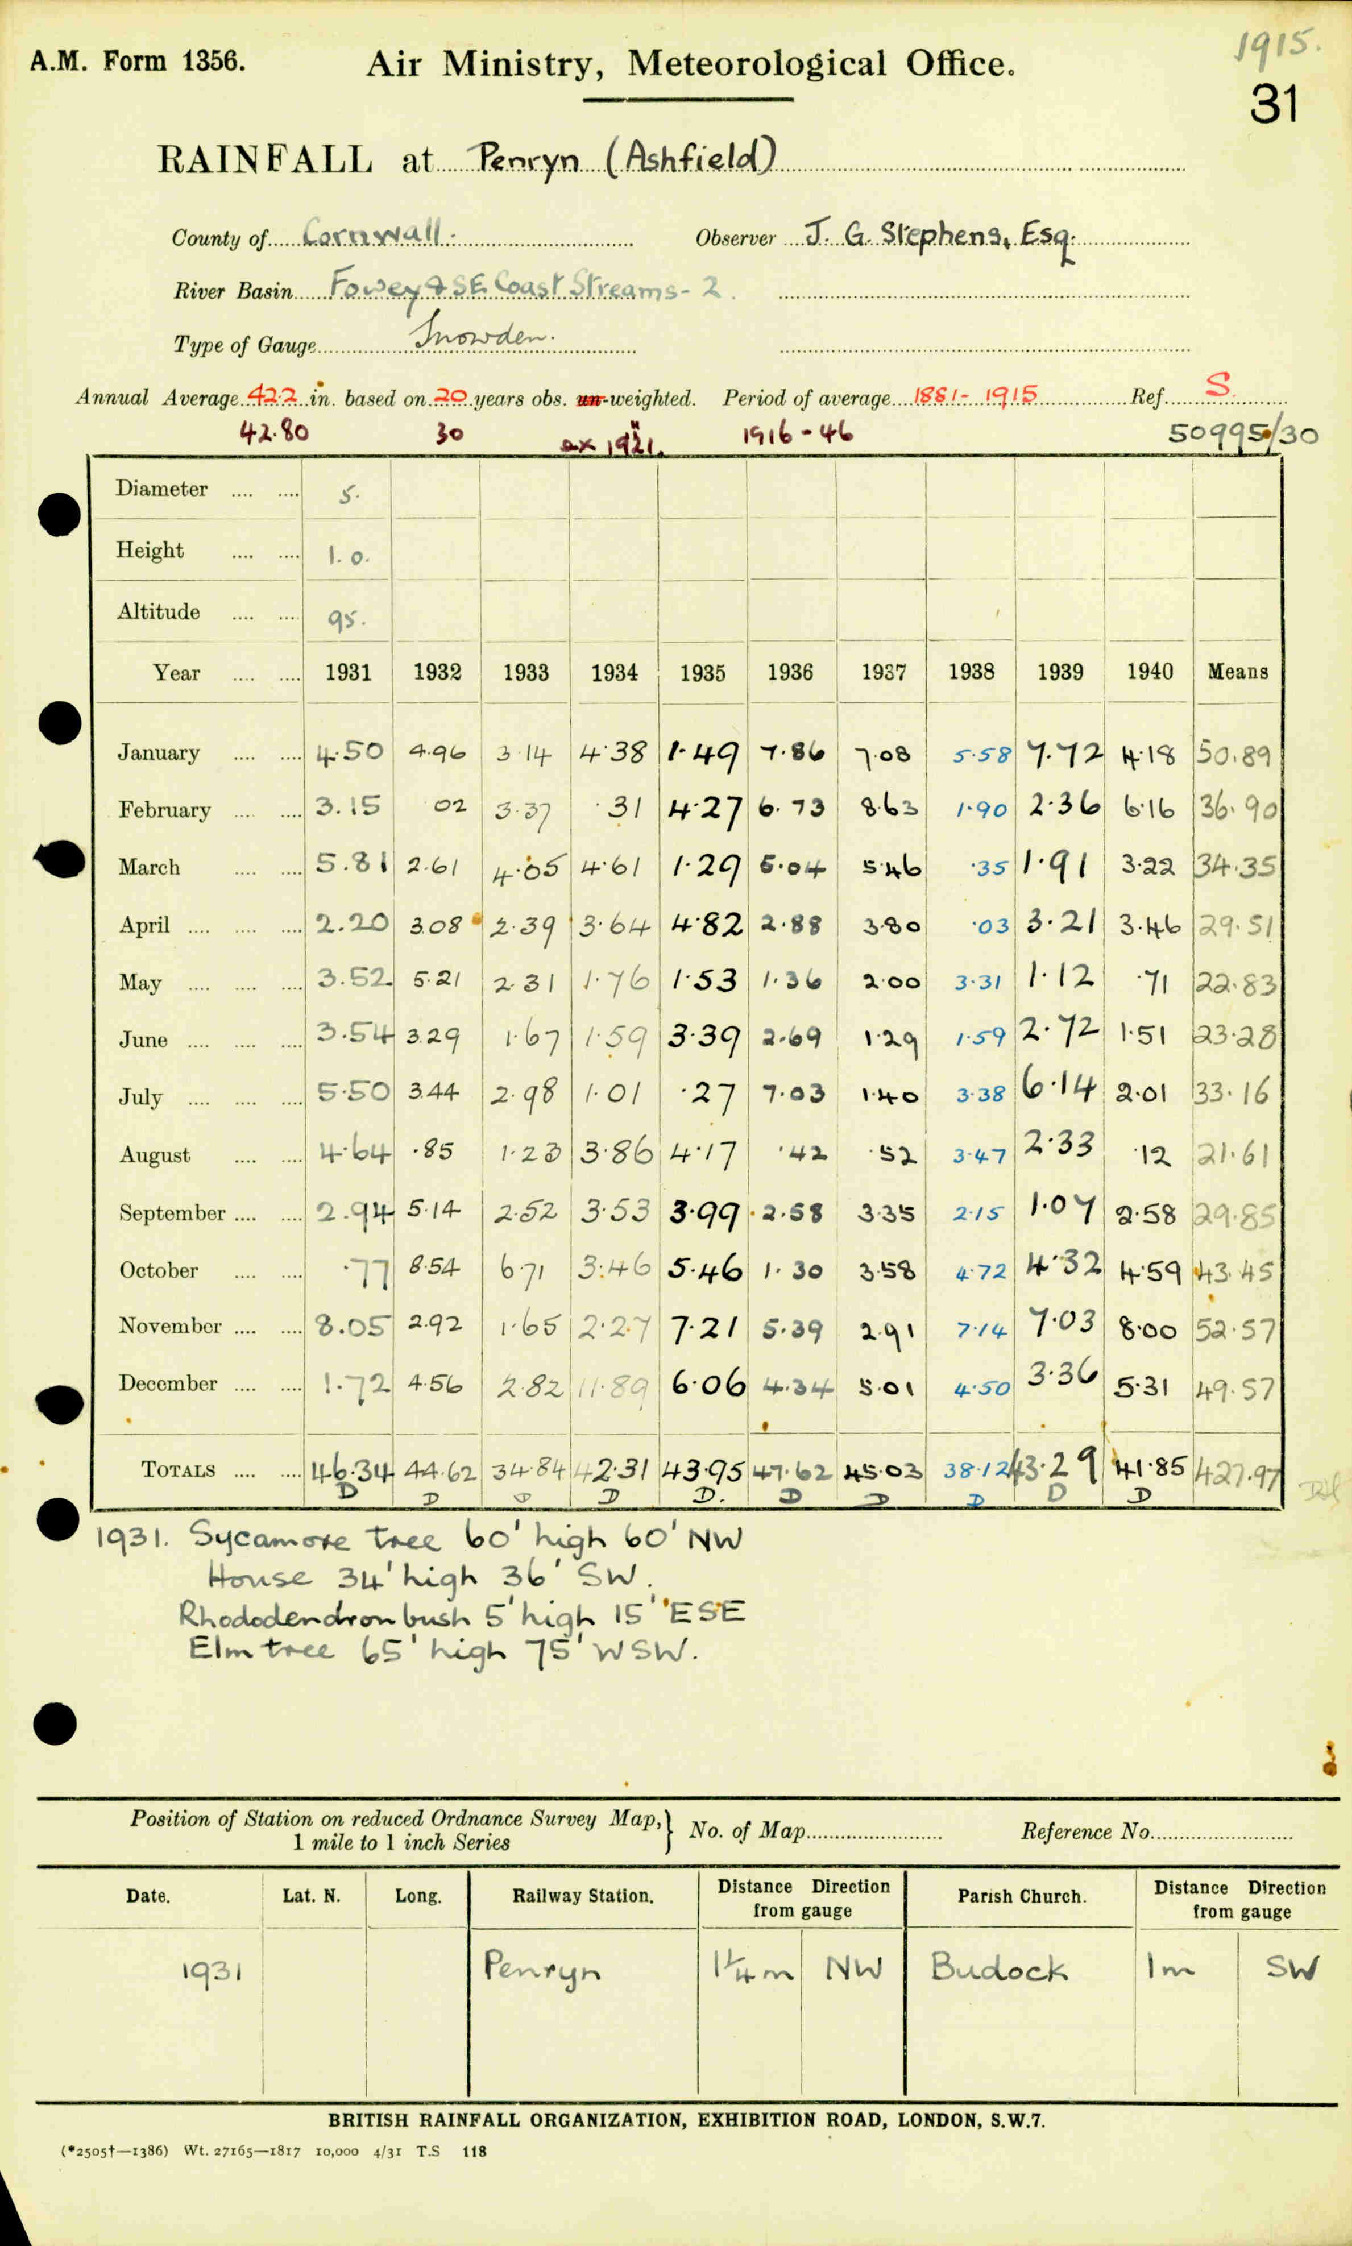 1915.
A.M. Form 1356. Air Ministry, Meteorological Office.
31
RAINFALL at Penryn (Ashfield)
County of Cornwall. Observer J. G. Stephens, Esq.
River Basin Fowey & SE Coast Streams - 2.
Type of Gauge Snowden.
Annual Average 42.2 in. based on 20 years obs. un-weighted. Period of average 1881 - 1915 Ref. S.
42.80 30 ex 1921. 1916 - 46 50995/30
Diameter .... .... 5.
Height .... .... 1.0.
Altitude .... .... 95.
Year .... .... 1931 1932 1933 1934 1935 1936 1937 1938 1939 1940 Means
January .... .... 4.50 4.96 3.14 4.38 1.49 7.86 7.08 5.58 7.72 4.18 50.89
February .... .... 3.15 02 3.37 .31 4.27 6.73 8.63 1.90 2.36 6.16 36.90
March .... .... 5.81 2.61 4.05 4.61 1.29 5.04 5.46 .35 1.91 3.22 34.35
April .... .... .... 2.20 3.08 2.39 3.64 4.82 2.88 3.80 .03 3.21 3.46 29.51
May .... .... .... 3.52 5.21 2.31 1.76 1.53 1.36 2.00 3.31 1.12 .71 22.83
June .... .... .... 3.54 3.29 1.67 1.59 3.39 2.69 1.29 1.59 2.72 1.51 23.28
July .... .... .... 5.50 3.44 2.98 1.01 .27 7.03 1.40 3.38 6.14 2.01 33.16
August .... .... 4.64 .85 1.23 3.86 4.17 .42 .52 3.47 2.33 .12 21.61
September .... .... 2.94 5.14 2.52 3.53 3.99 2.58 3.35 2.15 1.07 2.58 29.85
October .... .... .77 8.54 6.71 3.46 5.46 1.30 3.58 4.72 4.32 4.59 43.45
November .... .... 8.05 2.92 1.65 2.27 7.21 5.39 2.91 7.14 7.03 8.00 52.57
December .... .... 1.72 4.56 2.82 11.89 6.06 4.34 5.01 4.50 3.36 5.31 49.57
TOTALS .... .... 46.34 44.62 34.84 42.31 43.95 47.62 45.03 38.12 43.29 41.85 427.97
D D D D D. D D D D D
1931. Sycamore tree 60' high 60' NW
House 34' high 36' SW.
Rhododendron bush 5' high 15' ESE
Elm tree 65' high 75' WSW.
Position of Station on reduced Ordnance Survey Map,} No. of Map Reference No.
1 mile to 1 inch Series
Date. Lat. N. Long. Railway Station. Distance Direction from gauge Parish Church. Distance Direction from gauge
1931 Penryn 1¼m NW Budock 1m SW
BRITISH RAINFALL ORGANIZATION, EXHIBITION ROAD, LONDON, S.W.7.
(*2505†—1386) Wt. 27165—1817 10,000 4/31 T.S 118